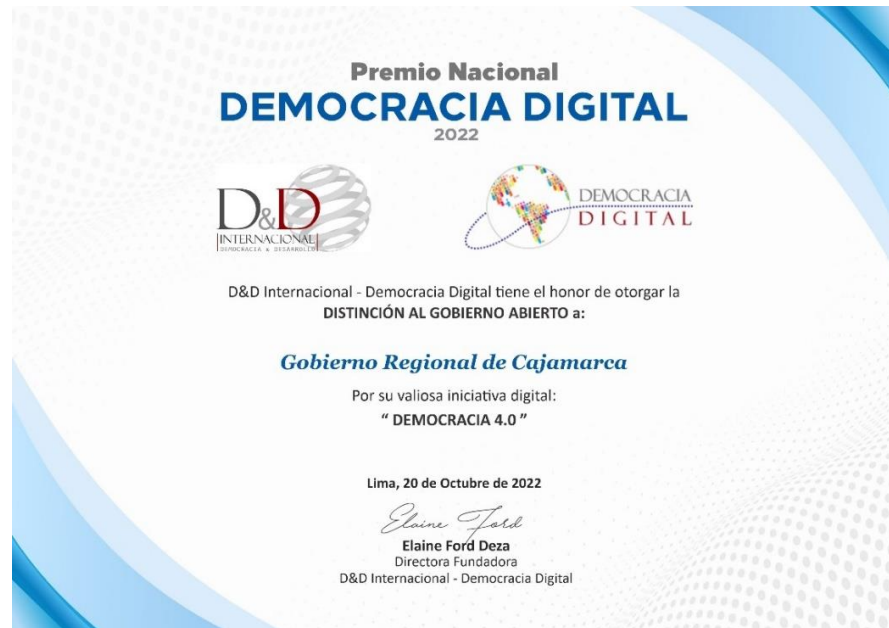 Premio Nacional
DEMOCRACIA DIGITAL
2022
D&D
INTERNACIONAL
DEMOCRACIA & DESARROLLO
DEMOCRACIA
DIGITAL
D&D Internacional - Democracia Digital tiene el honor de otorgar la
DISTINCIÓN AL GOBIERNO ABIERTO a:
Gobierno Regional de Cajamarca
Por su valiosa iniciativa digital:
“ DEMOCRACIA 4.0 ”
Lima, 20 de Octubre de 2022
Elaine Ford
Elaine Ford Deza
Directora Fundadora
D&D Internacional - Democracia Digital